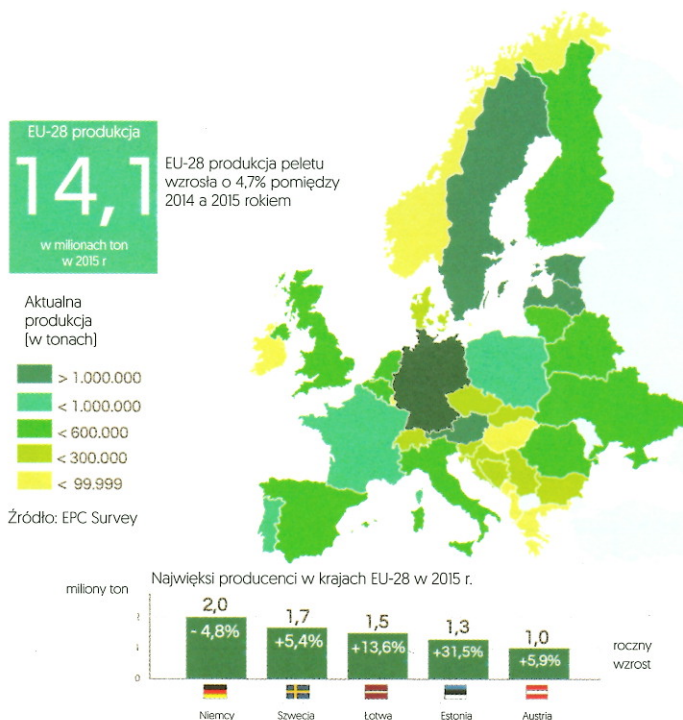 EU-28 produkcja
14,1
w milionach ton
w 2015 r
EU-28 produkcja peletu
wzrosła o 4,7% pomiędzy
2014 a 2015 rokiem
Aktualna
produkcja
[w tonach]
> 1.000.000
< 1.000.000
< 600.000
< 300.000
< 99.999
Źródło: EPC Survey
Najwięksi producenci w krajach EU-28 w 2015 r.
miliony ton
2
1
0
2,0
1,7
1,5
1,3
1,0
- 4,8%
+5,4%
+13,6%
+31,5%
+5,9%
roczny
wzrost
Niemcy
Szwecja
Łotwa
Estonia
Austria